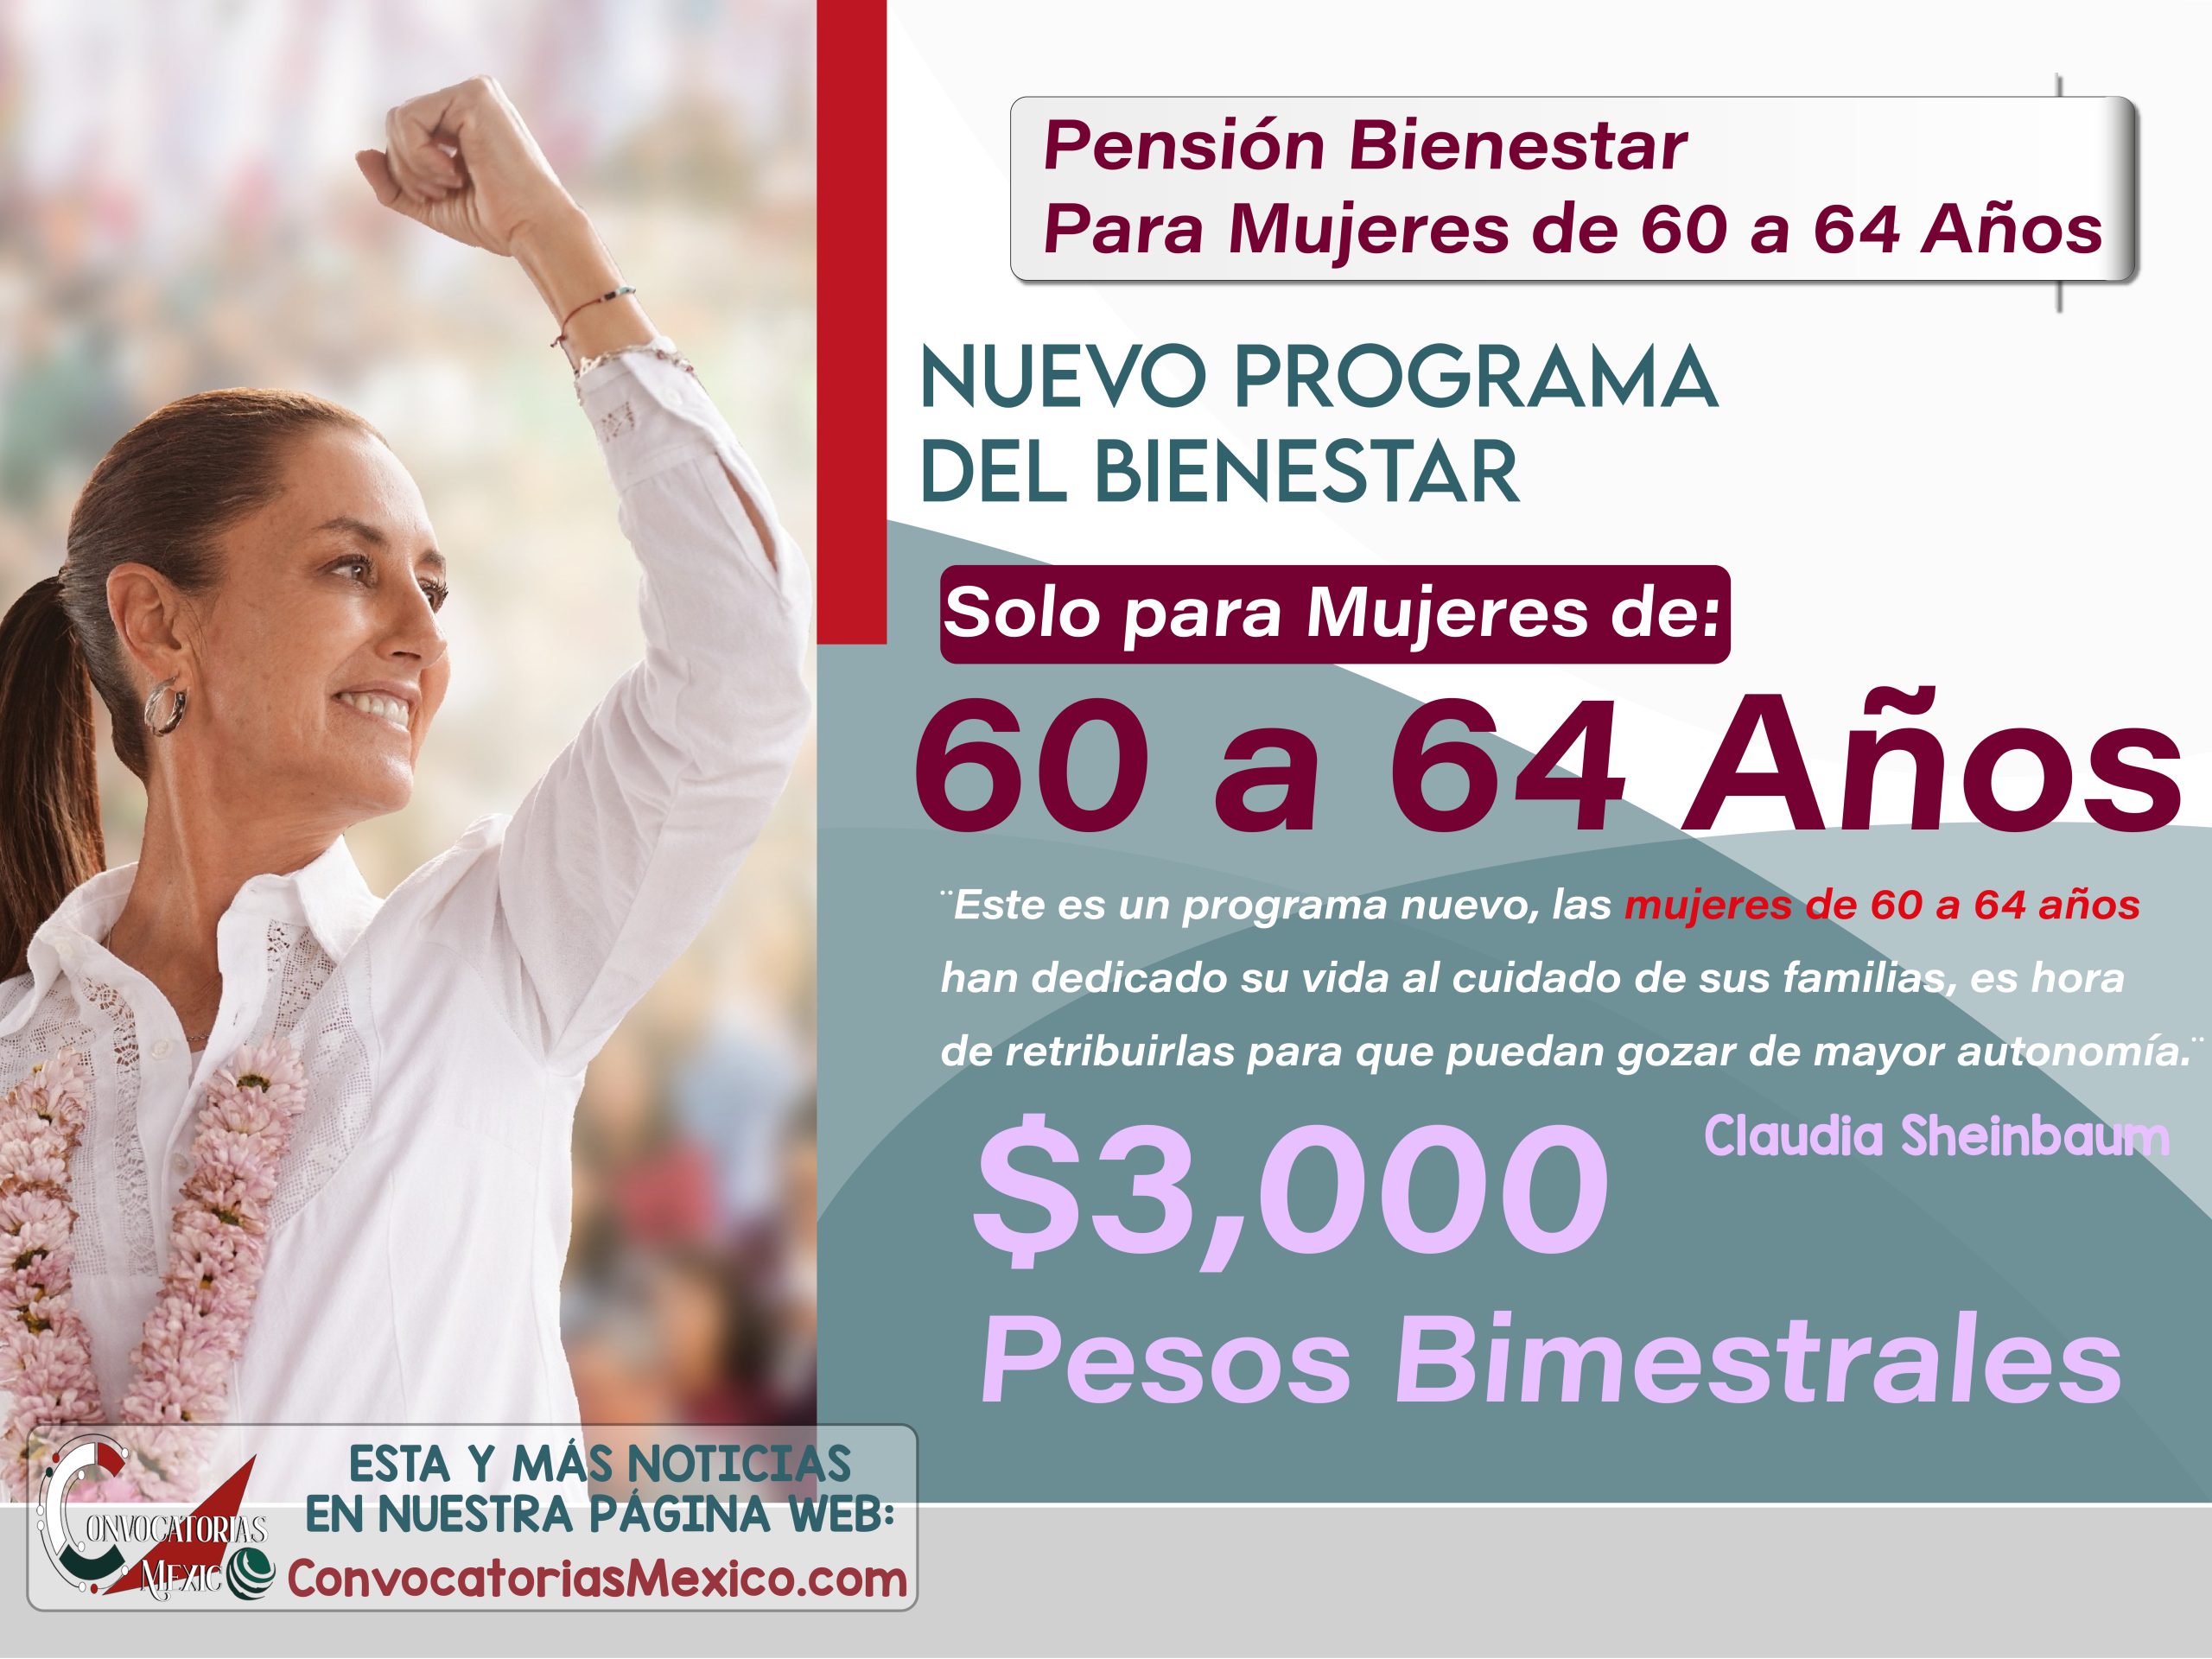 Pensión Bienestar
Para Mujeres de 60 a 64 Años
NUEVO PROGRAMA
DEL BIENESTAR
Solo para Mujeres de:
60 a 64 Años
¨Este es un programa nuevo, las mujeres de 60 a 64 años
han dedicado su vida al cuidado de sus familias, es hora
de retribuirlas para que puedan gozar de mayor autonomía.¨
Claudia Sheinbaum
$3,000
Pesos Bimestrales
ESTA Y MÁS NOTICIAS
EN NUESTRA PÁGINA WEB:
ConvocatoriasMexico.com
CONVOCATORIAS
MEXICO